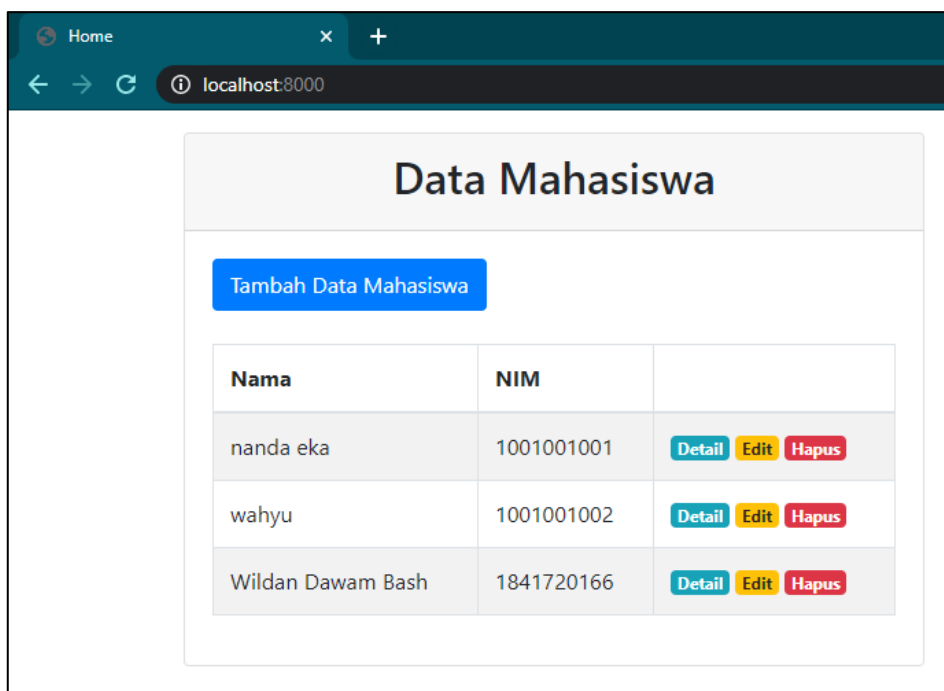 Home
localhost:8000
Data Mahasiswa
Tambah Data Mahasiswa
Nama NIM
nanda eka 1001001001 Detail Edit Hapus
wahyu 1001001002 Detail Edit Hapus
Wildan Dawam Bash 1841720166 Detail Edit Hapus